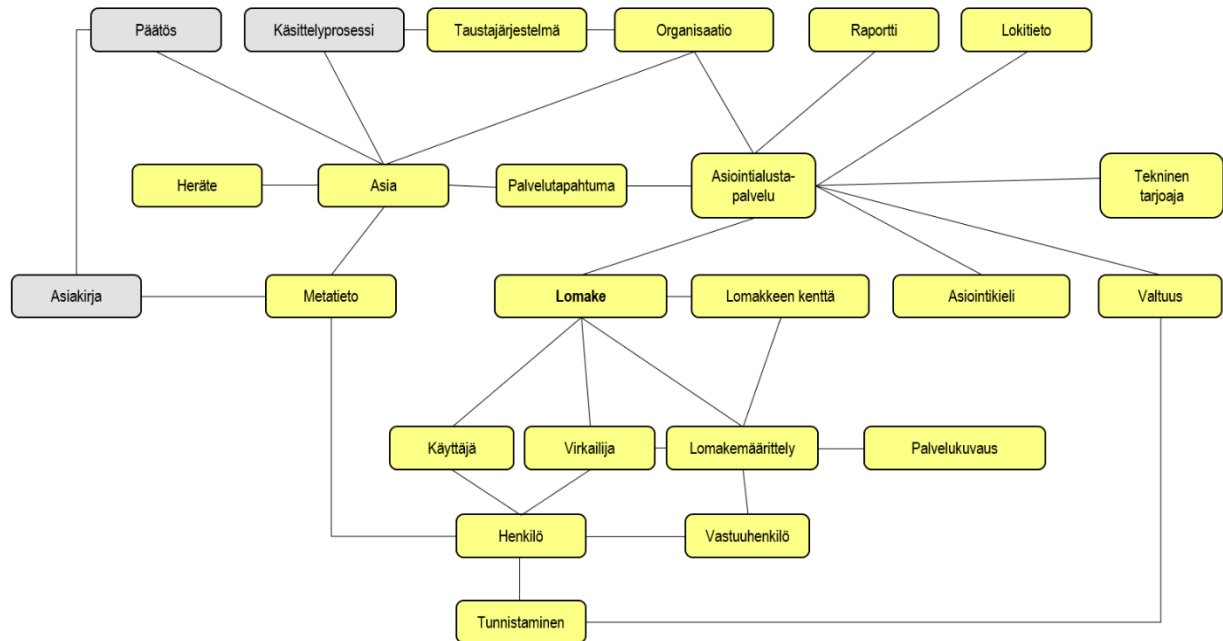 Päätös
Käsittelyprosessi
Taustajärjestelmä
Organisaatio
Raportti
Lokitieto
Heräte
Asia
Palvelutapahtuma
Asiointialusta-
palvelu
Tekninen
tarjoaja
Asiakirja
Metatieto
Lomake
Lomakkeen kenttä
Asiointikieli
Valtuus
Käyttäjä
Virkailija
Lomakemäärittely
Palvelukuvaus
Henkilö
Vastuuhenkilö
Tunnistaminen